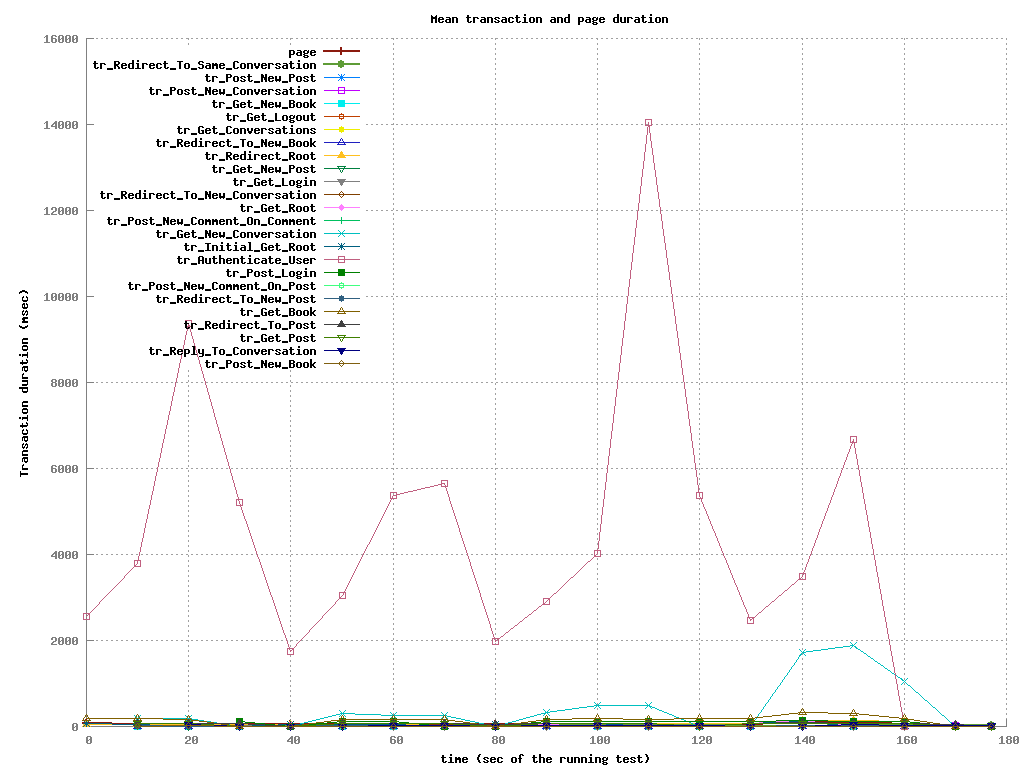 Mean transaction and page duration
16000
14000
12000
10000
8000
6000
4000
2000
0
Transaction duration (msec)
page
tr_Redirect_To_Same_Conversation
tr_Post_New_Post
tr_Post_New_Conversation
tr_Get_New_Book
tr_Get_Logout
tr_Get_Conversations
tr_Redirect_To_New_Book
tr_Redirect_Root
tr_Get_New_Post
tr_Get_Login
tr_Redirect_To_New_Conversation
tr_Get_Root
tr_Post_New_Comment_On_Comment
tr_Get_New_Conversation
tr_Initial_Get_Root
tr_Authenticate_User
tr_Post_Login
tr_Post_New_Comment_On_Post
tr_Redirect_To_New_Post
tr_Get_Book
tr_Redirect_To_Post
tr_Get_Post
tr_Reply_To_Conversation
tr_Post_New_Book
0 20 40 60 80 100 120 140 160 180
time (sec of the running test)